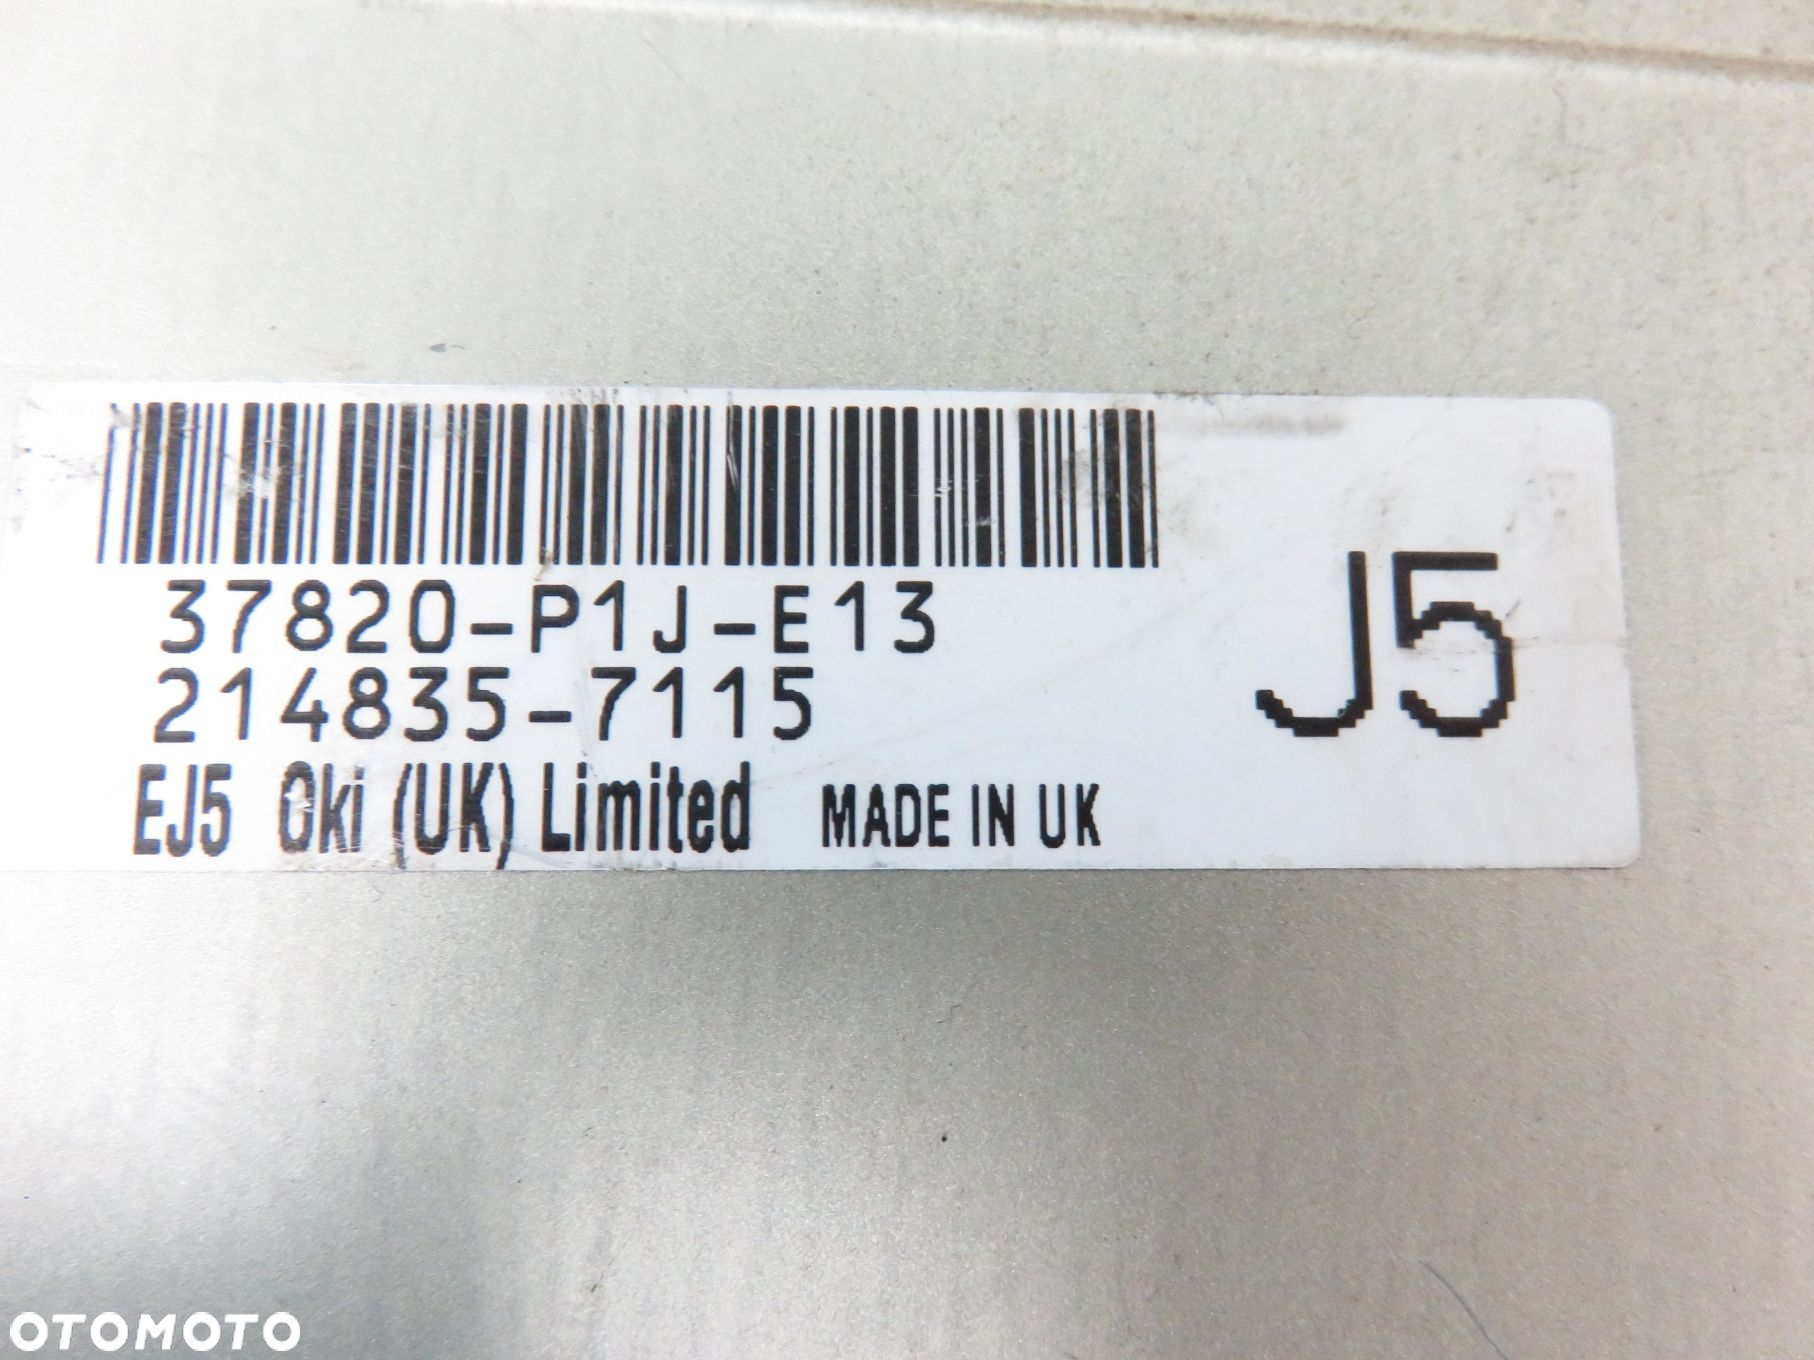 37820-P1J-E13
214835-7115
J5
EJ5 Oki (UK) Limited MADE IN UK
OTOMOTO